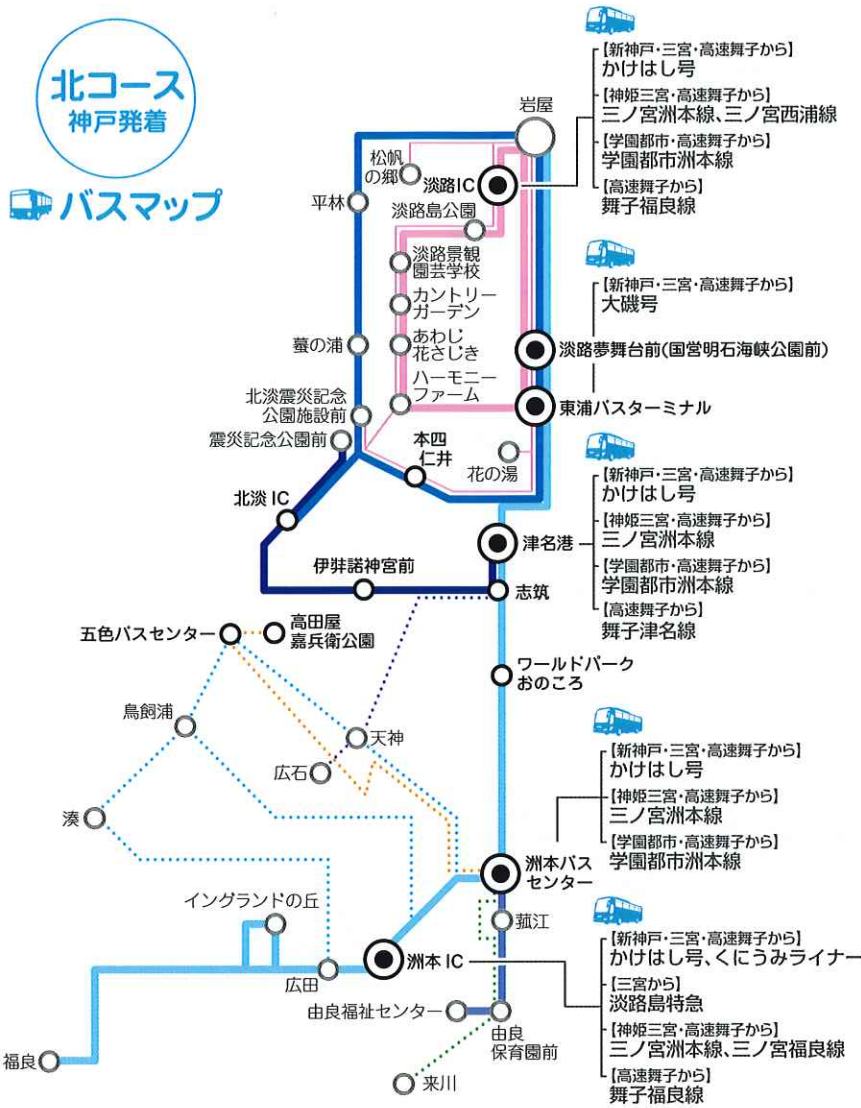 北コース
神戸発着
バスマップ
【新神戸・三宮・高速舞子から】
かけはし号
【神姫三宮・高速舞子から】
三ノ宮洲本線、三ノ宮西浦線
【学園都市・高速舞子から】
学園都市洲本線
【高速舞子から】
舞子福良線
岩屋
松帆
の郷
淡路IC
平林
淡路島公園
淡路景観
園芸学校
カントリー
ガーデン
【新神戸・三宮・高速舞子から】
大磯号
蟇の浦
あわじ
花さじき
淡路夢舞台前(国営明石海峡公園前)
ハーモニー
ファーム
北淡震災記念
公園施設前
東浦バスターミナル
震災記念公園前
本四
仁井
花の湯
北淡IC
【新神戸・三宮・高速舞子から】
かけはし号
【神姫三宮・高速舞子から】
三ノ宮洲本線
【学園都市・高速舞子から】
学園都市洲本線
【高速舞子から】
舞子津名線
津名港
伊弉諾神宮前
志筑
五色バスセンター
高田屋
嘉兵衛公園
ワールドパーク
おのころ
鳥飼浦
天神
広石
湊
【新神戸・三宮・高速舞子から】
かけはし号
【神姫三宮・高速舞子から】
三ノ宮洲本線
【学園都市・高速舞子から】
学園都市洲本線
洲本バス
センター
イングランドの丘
菰江
洲本IC
広田
【新神戸・三宮・高速舞子から】
かけはし号、くにうみライナー
【三宮から】
淡路島特急
【神姫三宮・高速舞子から】
三ノ宮洲本線、三ノ宮福良線
【高速舞子から】
舞子福良線
由良福祉センター
由良
保育園前
福良
来川